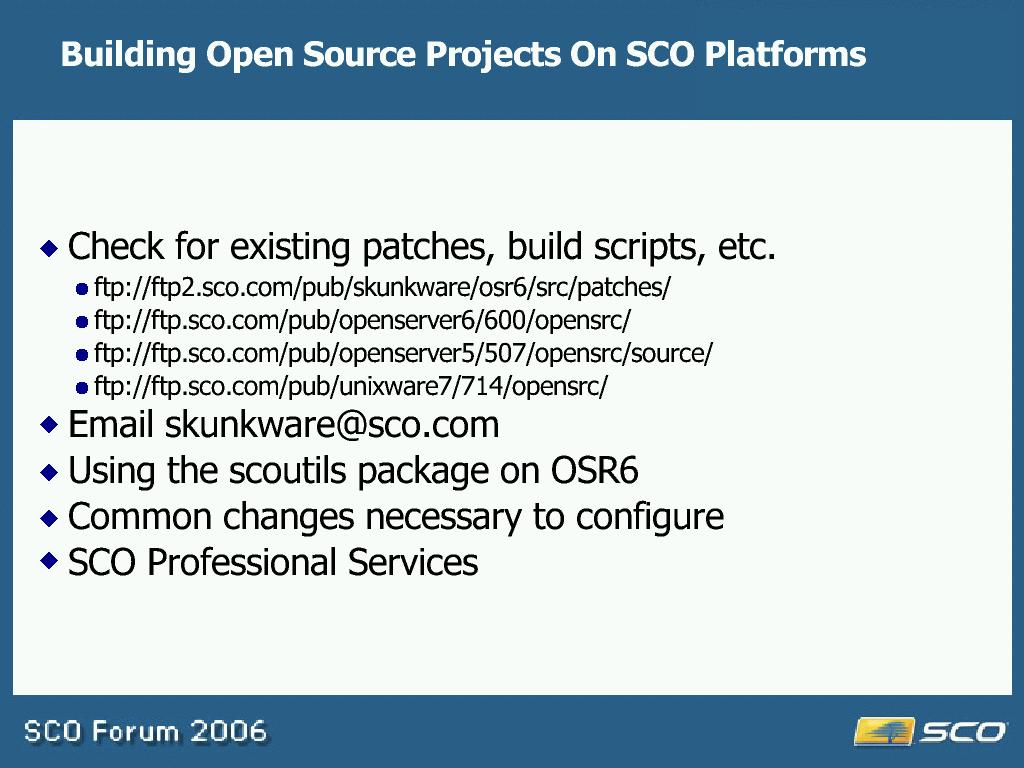 Building Open Source Projects On SCO Platforms
Check for existing patches, build scripts, etc.
ftp://ftp2.sco.com/pub/skunkware/osr6/src/patches/
ftp://ftp.sco.com/pub/openserver6/600/opensrc/
ftp://ftp.sco.com/pub/openserver5/507/opensrc/source/
ftp://ftp.sco.com/pub/unixware7/714/opensrc/
Email skunkware@sco.com
Using the scoutils package on OSR6
Common changes necessary to configure
SCO Professional Services
SCO Forum 2006
SCO